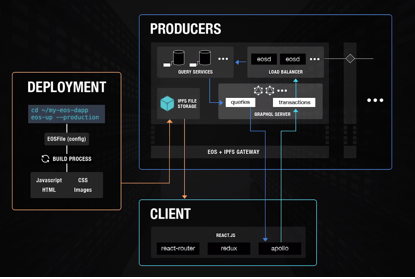 PRODUCERS
eosd
eosd
QUERY SERVICES
LOAD BALANCER
IPFS FILE
STORAGE
queries
transactions
GRAPHQL SERVER
EOS + IPFS GATEWAY
DEPLOYMENT
cd ~/my-eos-dapp
eos-up --production
EOSFile (config)
BUILD PROCESS
Javascript
CSS
HTML
Images
CLIENT
REACT.JS
react-router
redux
apollo